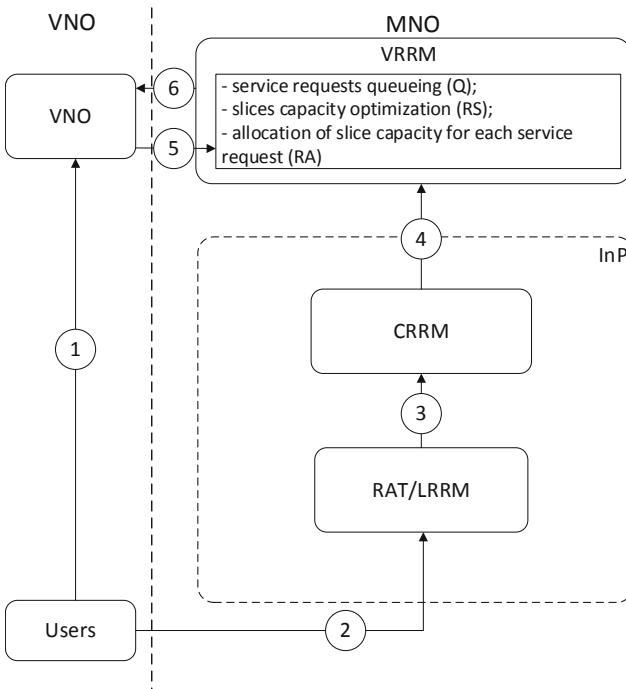 VNO
MNO
VRRM
6
- service requests queueing (Q);
- slices capacity optimization (RS);
- allocation of slice capacity for each service
request (RA)
VNO
5
4
InP
CRRM
1
3
RAT/LRRM
Users
2